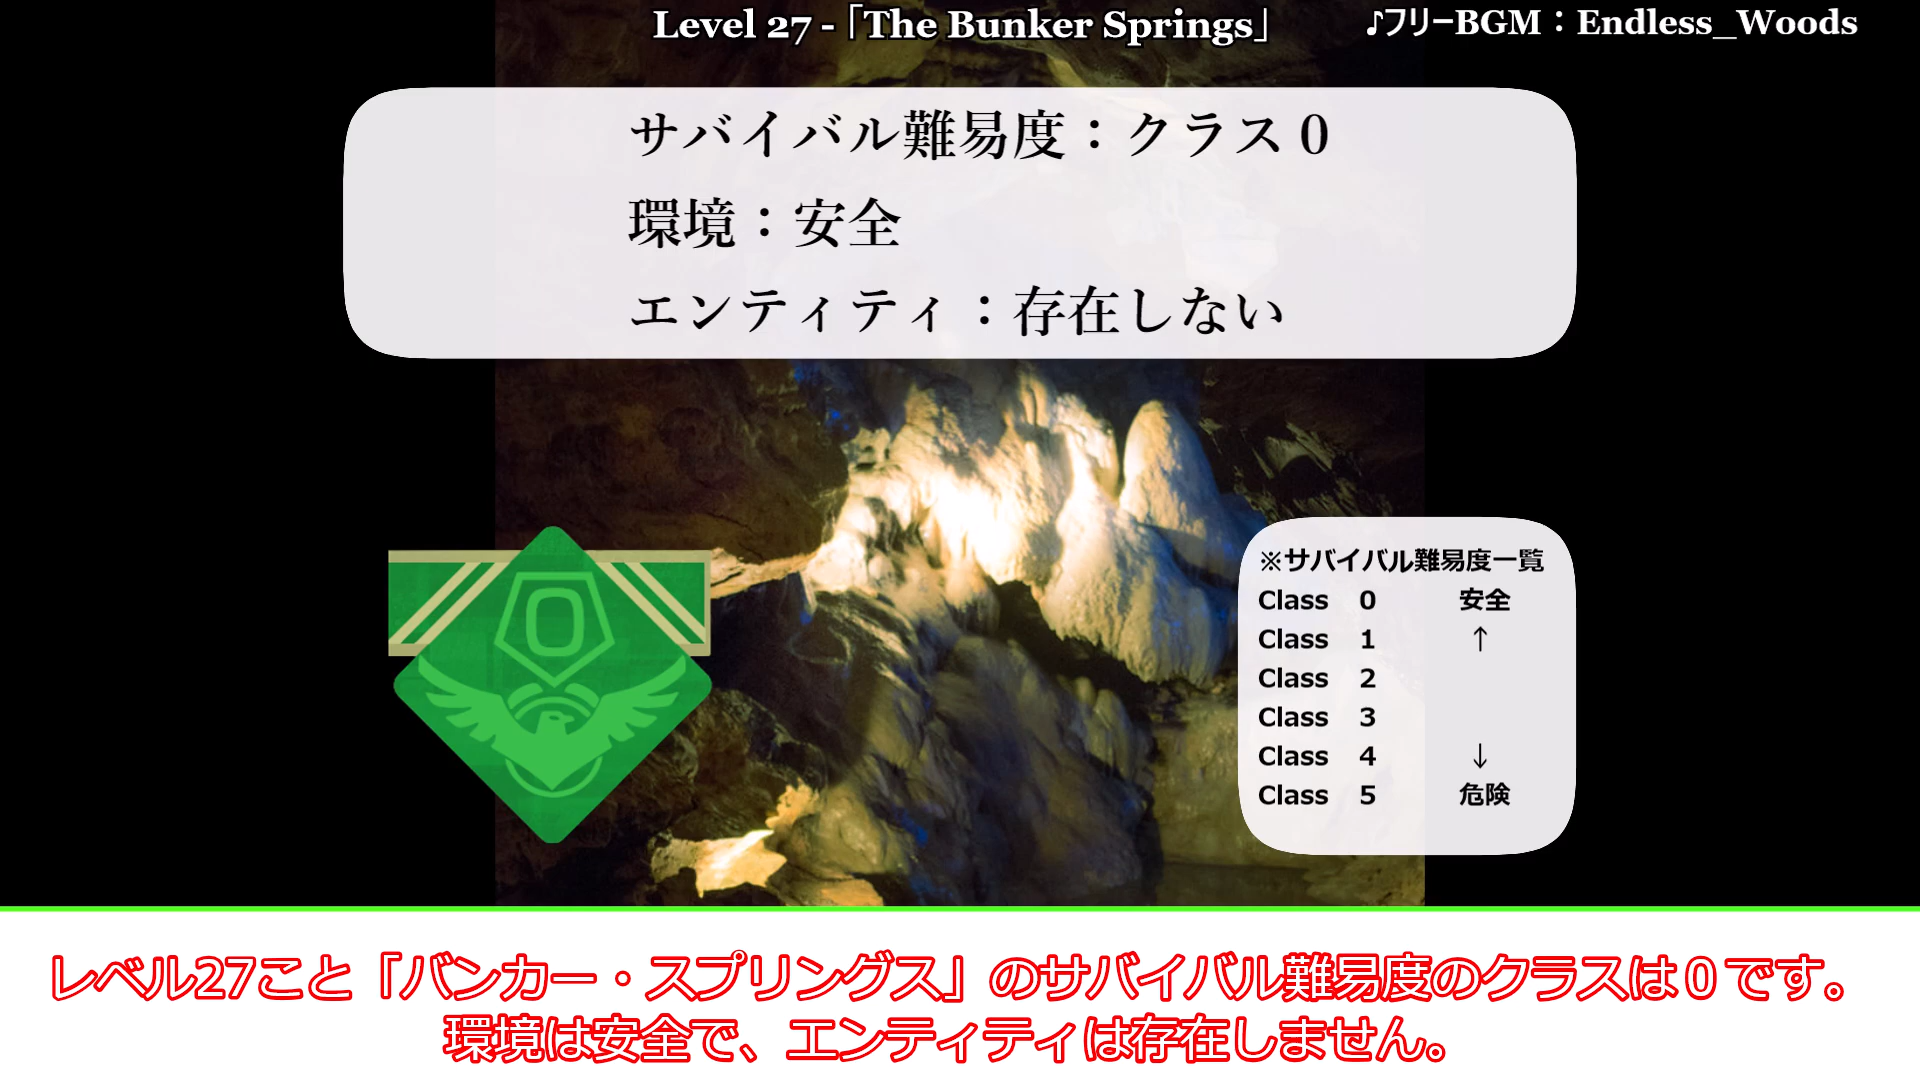 Level 27 -「The Bunker Springs」
♪フリーBGM：Endless_Woods
サバイバル難易度：クラス０
環境：安全
エンティティ：存在しない
0
※サバイバル難易度一覧
Class 0 安全
Class 1 ↑
Class 2
Class 3
Class 4 ↓
Class 5 危険
レベル27こと「バンカー・スプリングス」のサバイバル難易度のクラスは０です。
環境は安全で、エンティティは存在しません。